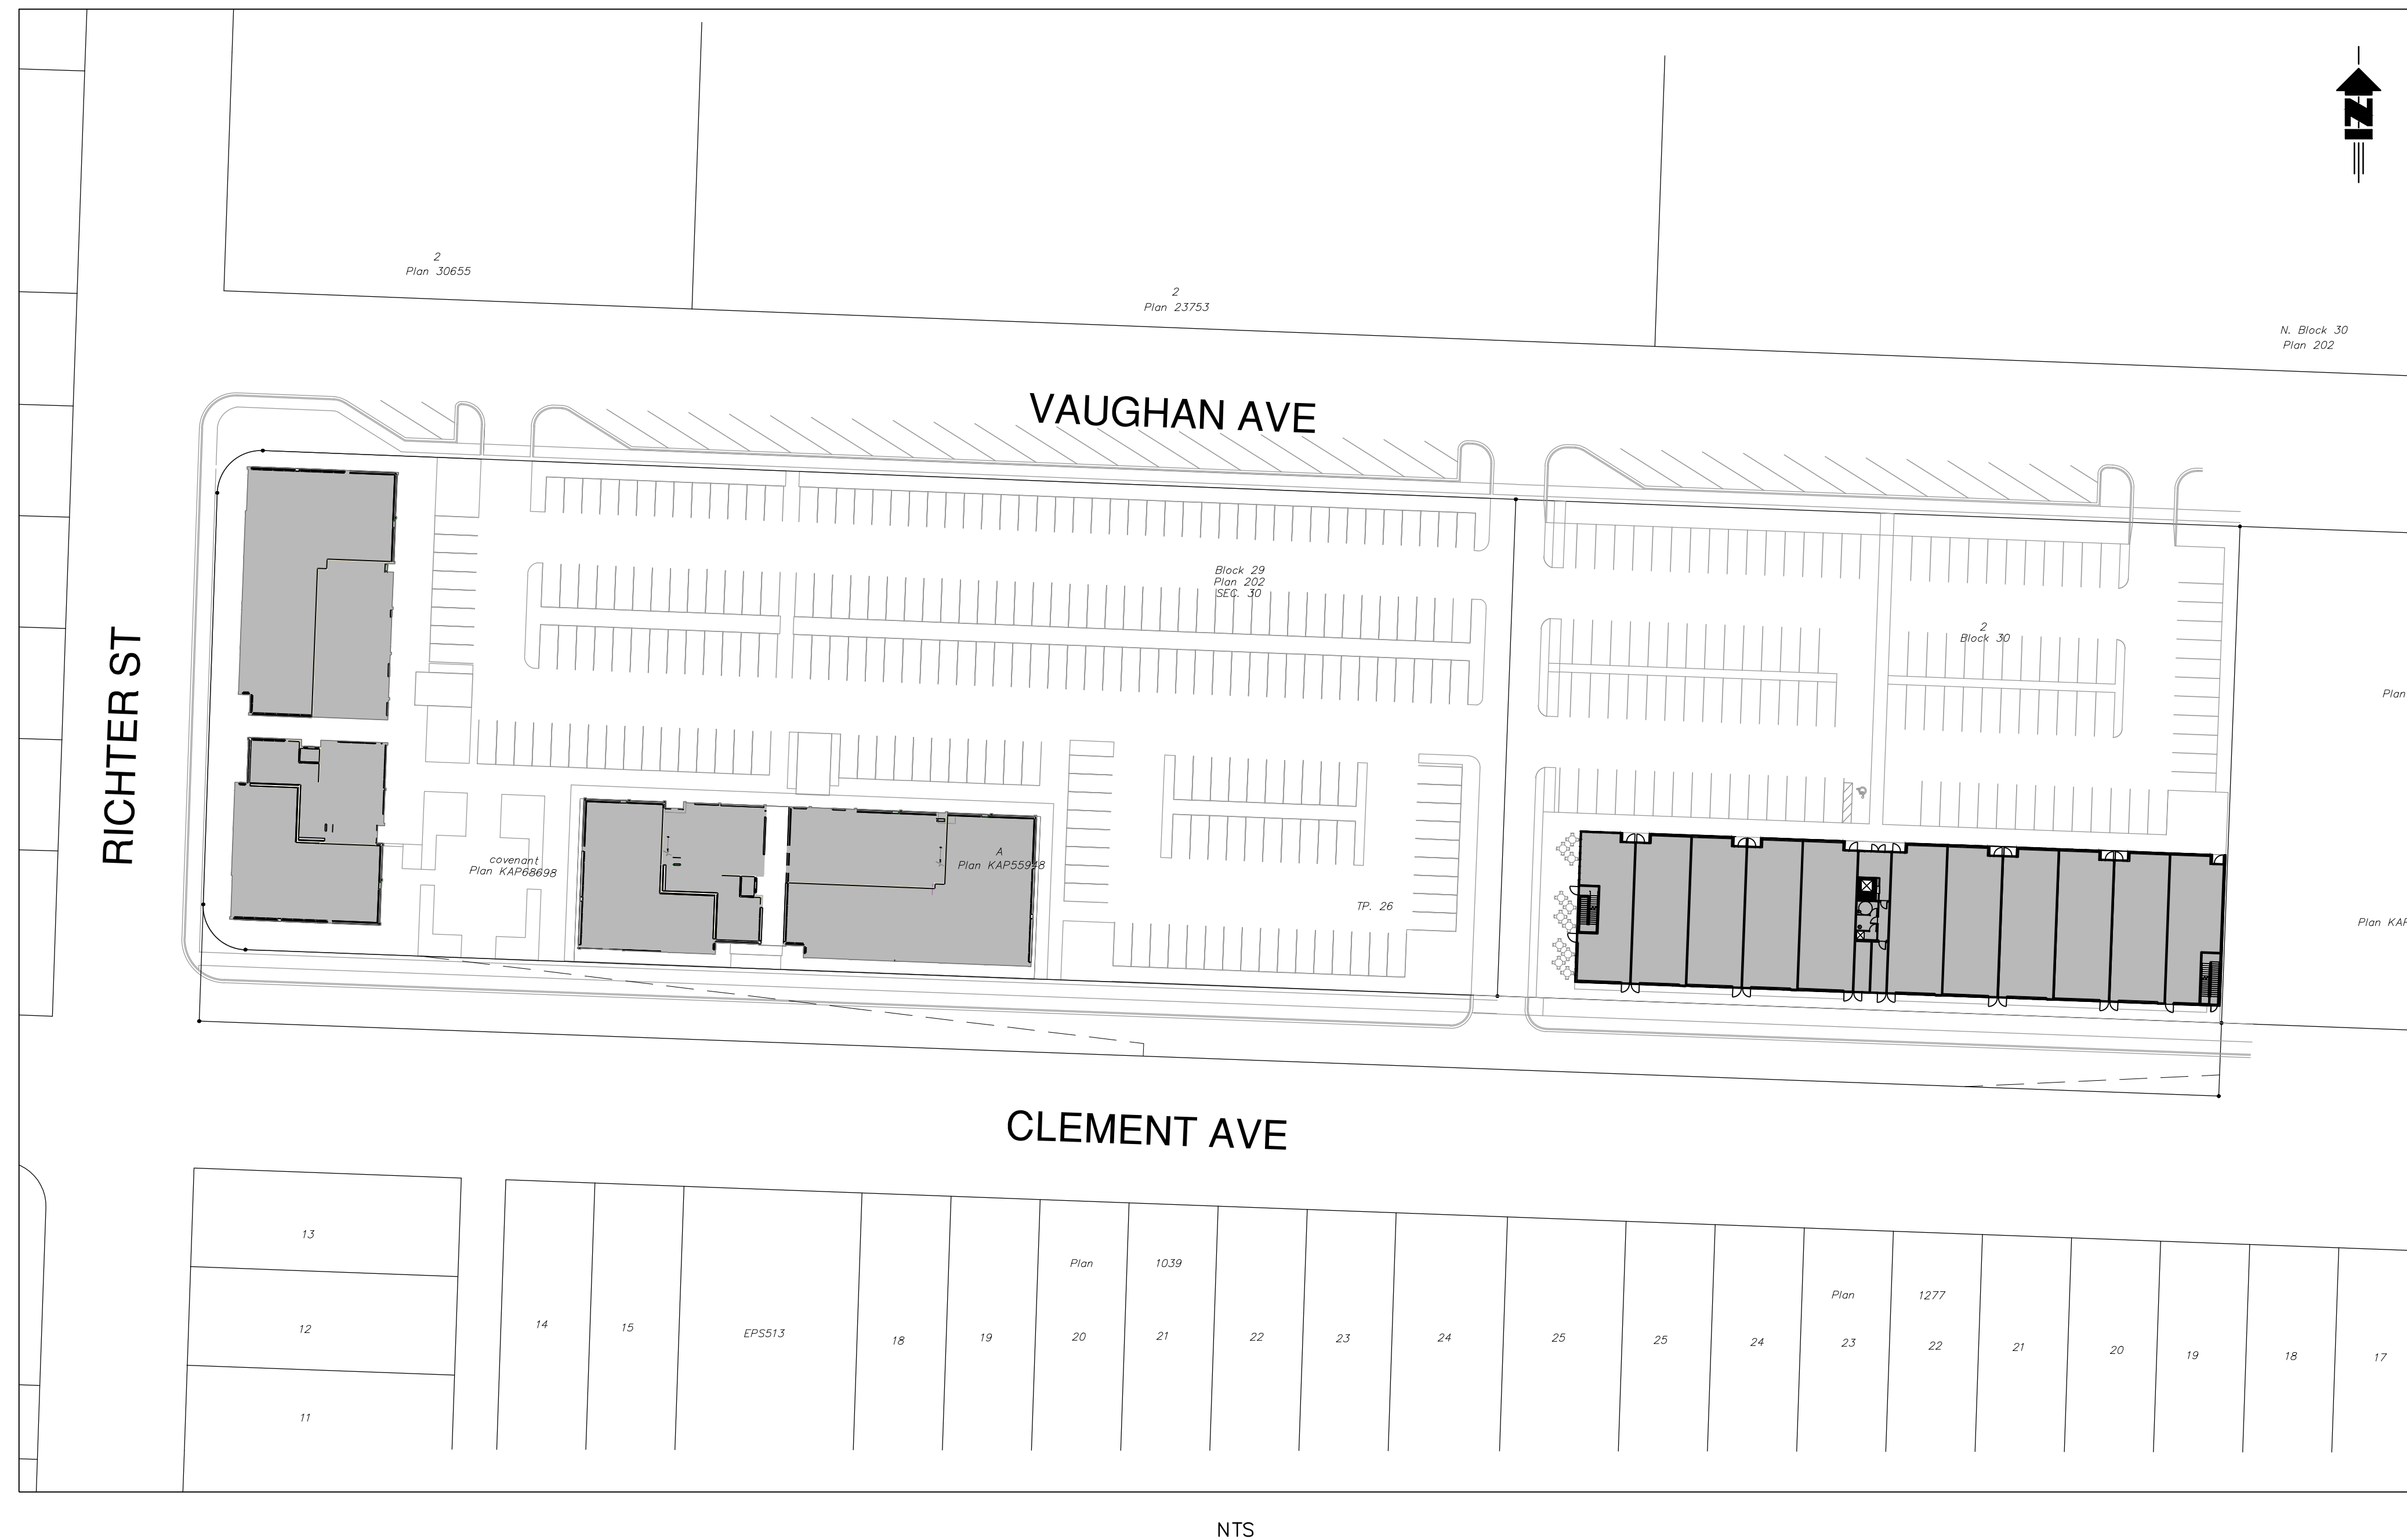 N
2
Plan 30655
2
Plan 23753
N. Block 30
Plan 202
VAUGHAN AVE
Block 29
Plan 202
SEC. 30
2
Block 30
Plan
RICHTER ST
covenant
Plan KAP68698
A
Plan KAP55948
TP. 26
Plan KAP
CLEMENT AVE
13
12
11
Plan 1039
Plan 1277
14
15
EPS513
18
19
20
21
22
23
24
25
25
24
23
22
21
20
19
18
17
NTS